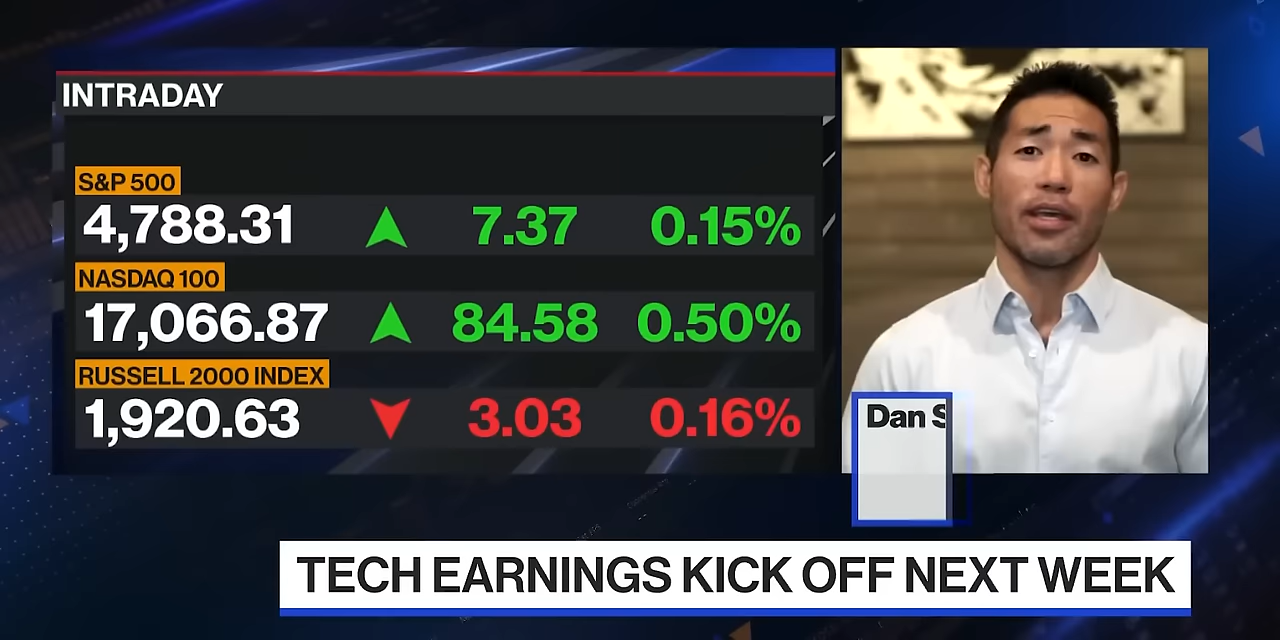 INTRADAY
S&P 500
4,788.31 ▲ 7.37 0.15%
NASDAQ 100
17,066.87 ▲ 84.58 0.50%
RUSSELL 2000 INDEX
1,920.63 ▼ 3.03 0.16%
Dan S
TECH EARNINGS KICK OFF NEXT WEEK